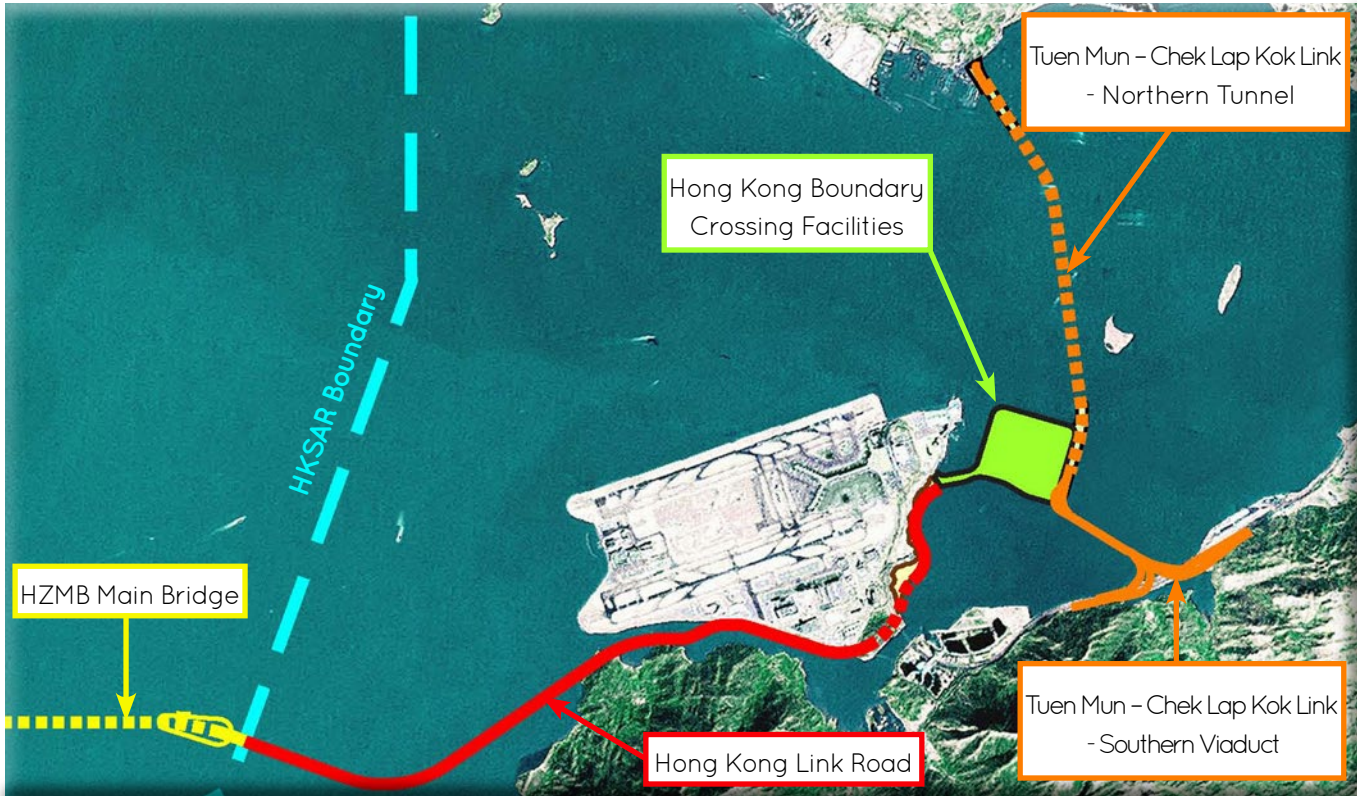 Tuen Mun – Chek Lap Kok Link
- Northern Tunnel
Hong Kong Boundary
Crossing Facilities
HKSAR Boundary
HZMB Main Bridge
Hong Kong Link Road
Tuen Mun – Chek Lap Kok Link
- Southern Viaduct